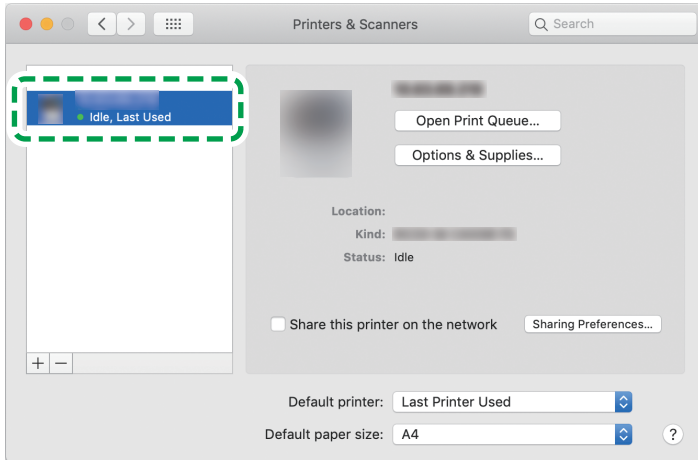 Printers & Scanners
Search
Idle, Last Used
Open Print Queue...
Options & Supplies...
Location:
Kind:
Status: Idle
Share this printer on the network
Sharing Preferences...
+ −
Default printer: Last Printer Used
Default paper size: A4
?